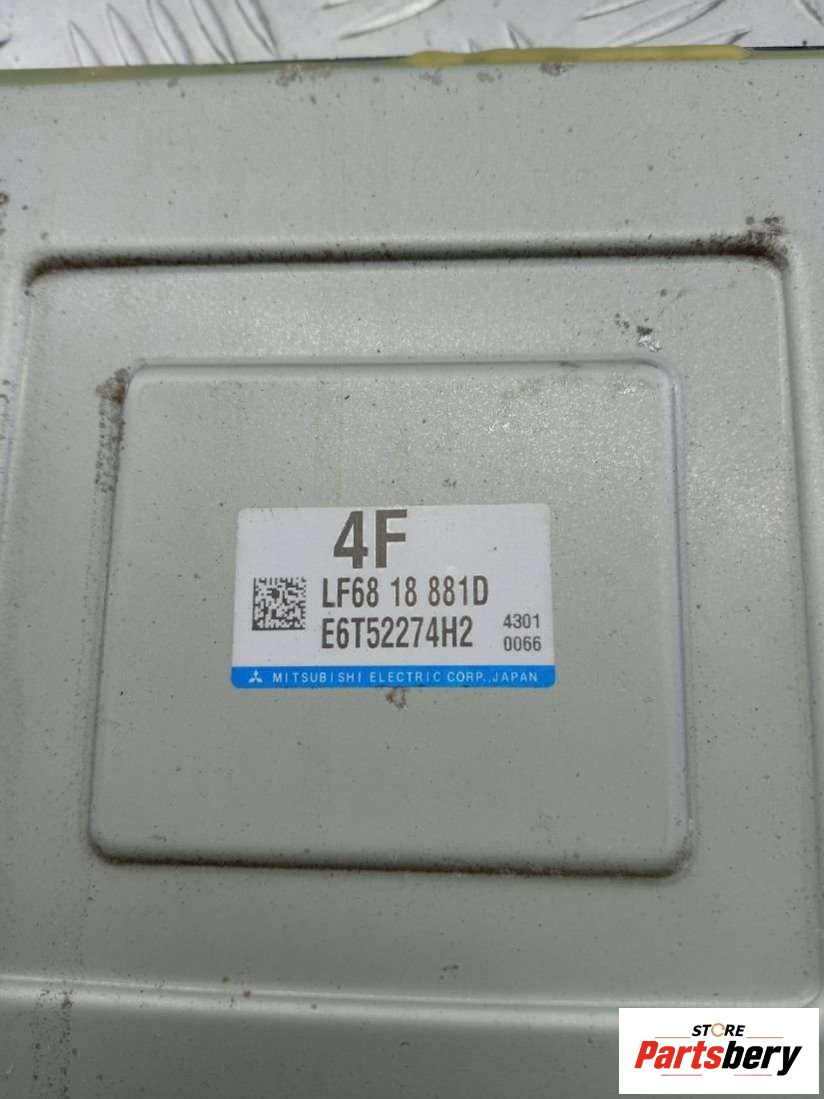 4F
LF68 18 881D
E6T52274H2
4301
0066
MITSUBISHI ELECTRIC CORP.,JAPAN
STORE
Partsbery